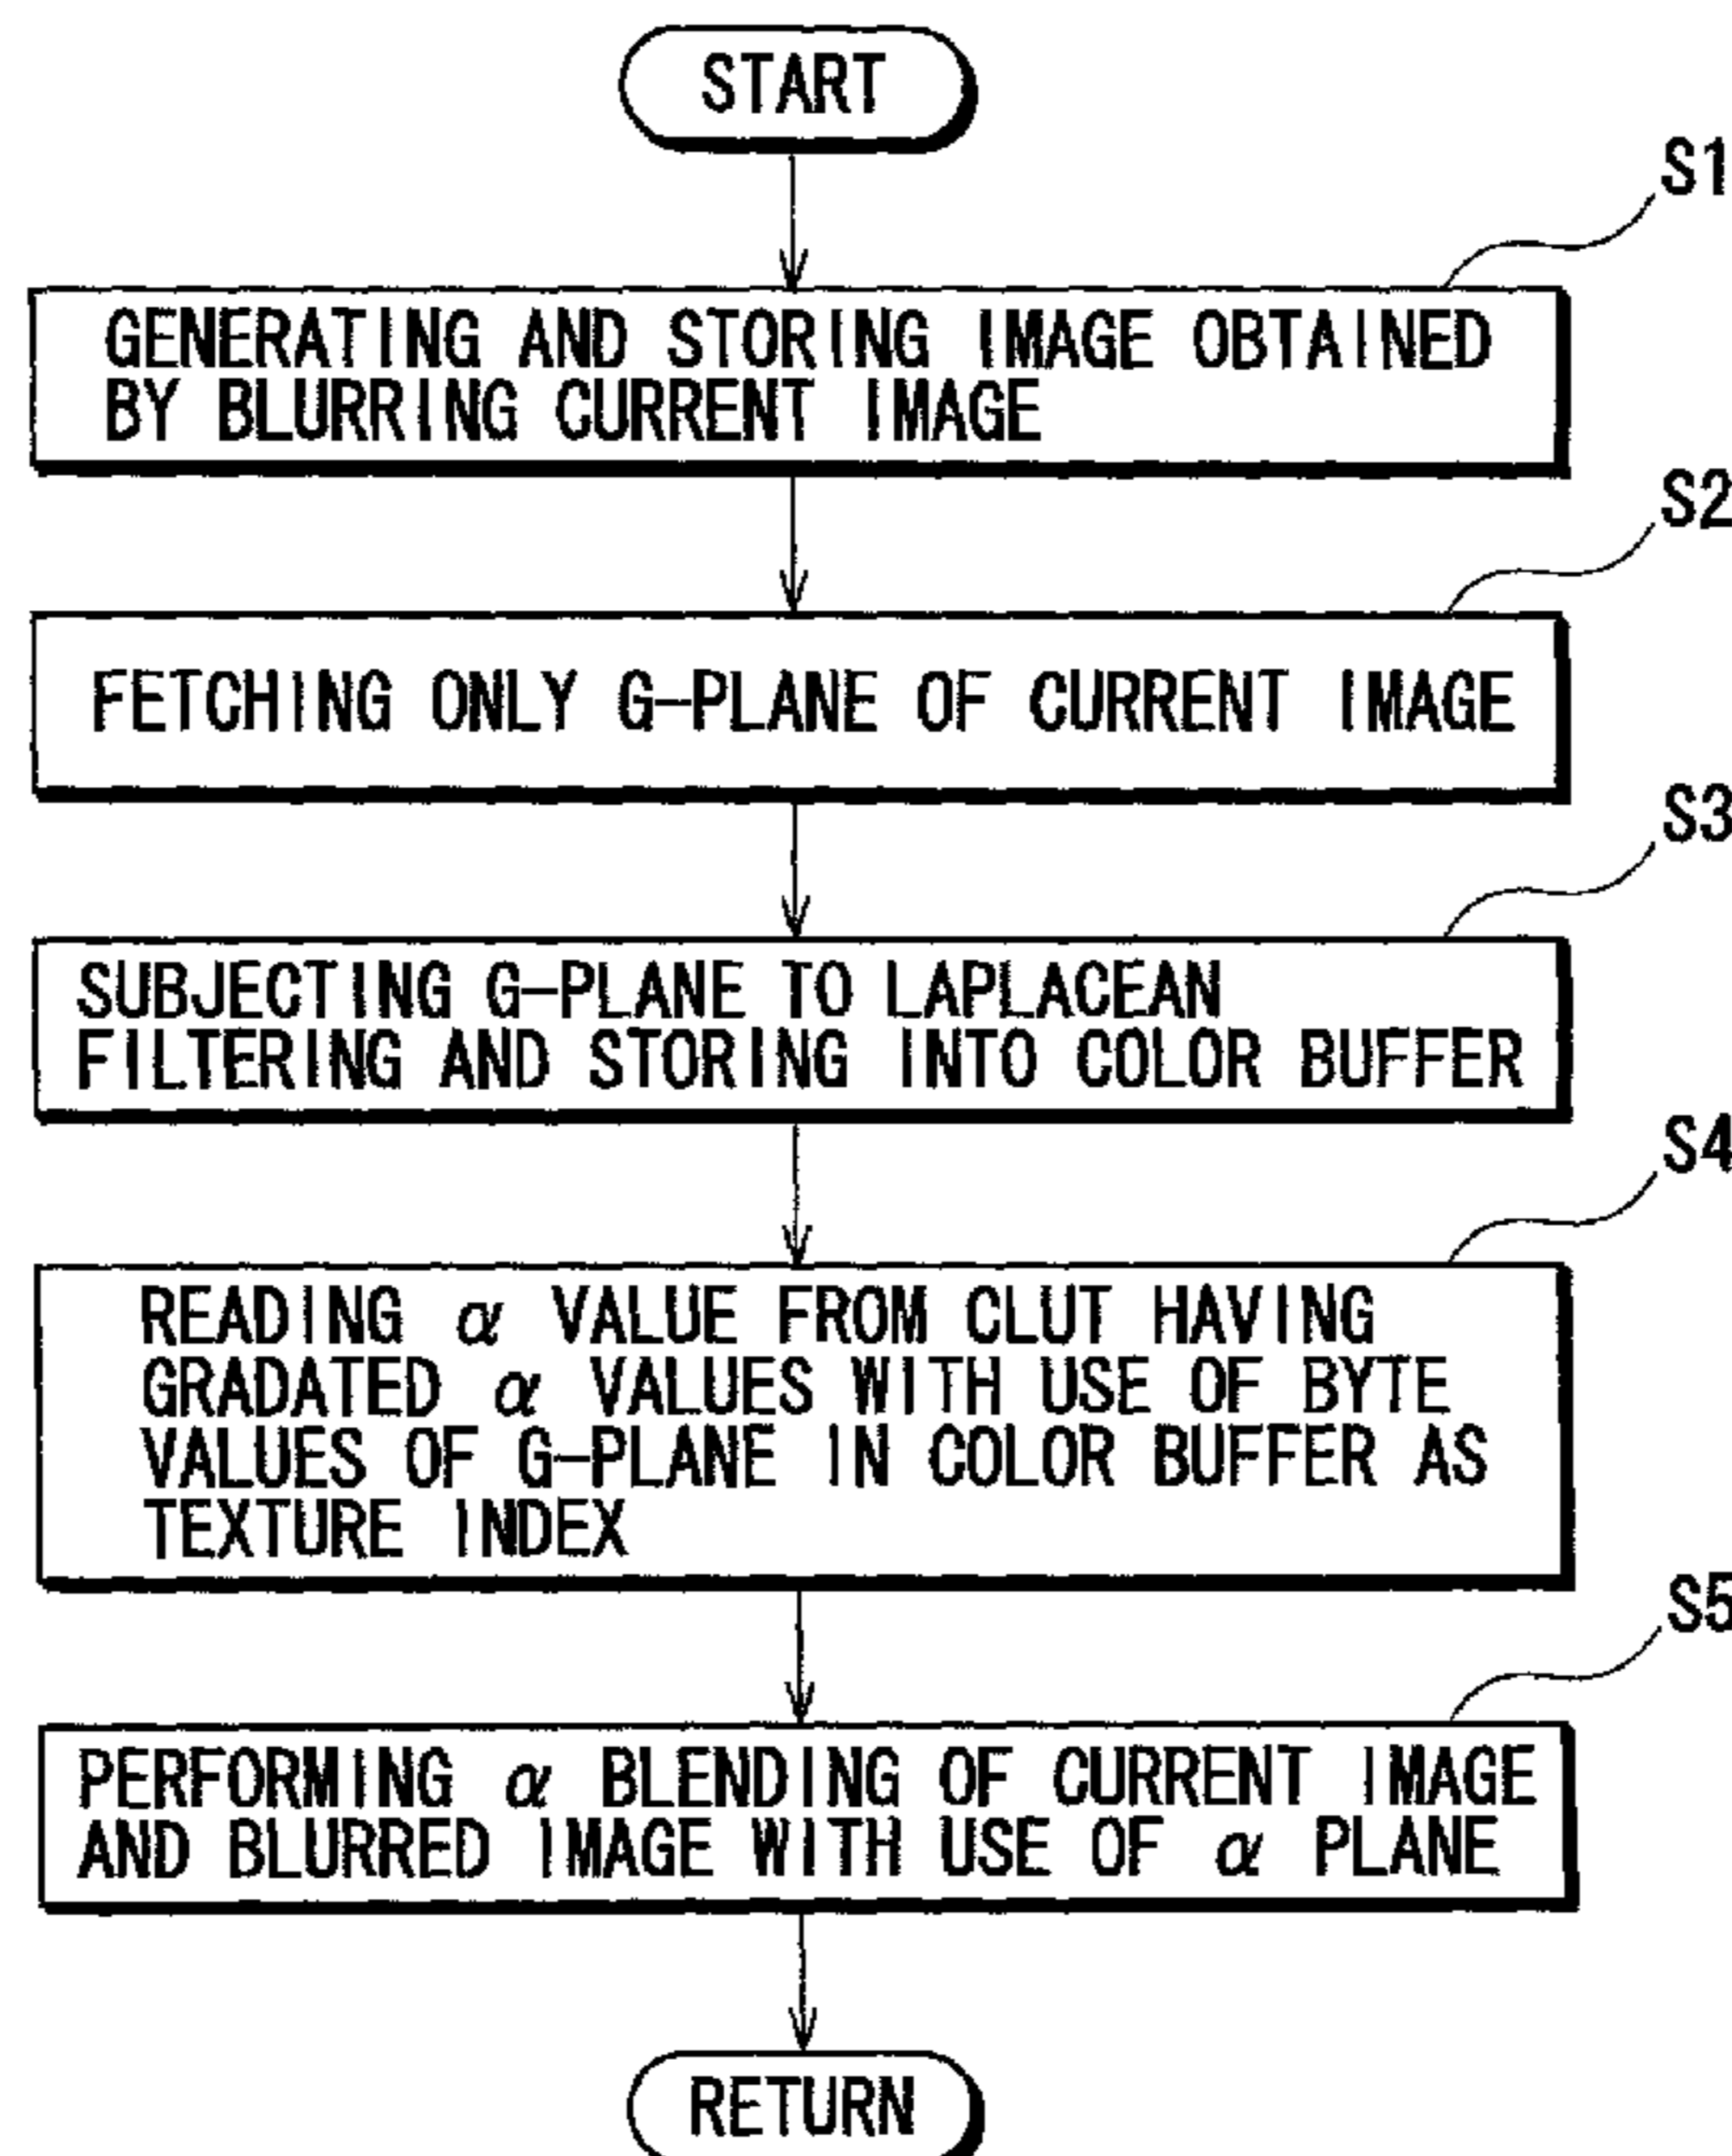 START
S1
GENERATING AND STORING IMAGE OBTAINED
BY BLURRING CURRENT IMAGE
S2
FETCHING ONLY G-PLANE OF CURRENT IMAGE
S3
SUBJECTING G-PLANE TO LAPLACEAN
FILTERING AND STORING INTO COLOR BUFFER
S4
READING α VALUE FROM CLUT HAVING
GRADATED α VALUES WITH USE OF BYTE
VALUES OF G-PLANE IN COLOR BUFFER AS
TEXTURE INDEX
S5
PERFORMING α BLENDING OF CURRENT IMAGE
AND BLURRED IMAGE WITH USE OF α PLANE
RETURN